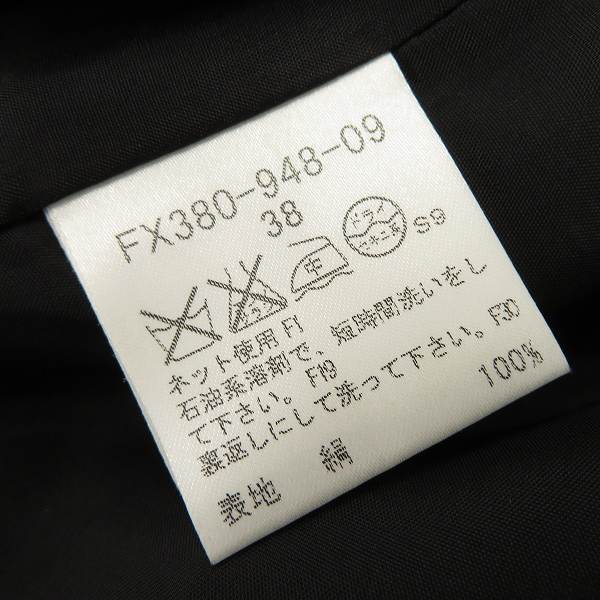 FX380-948-09
38
中 ドライ セキユ系 S9
ネット使用 F1
石油系溶剤で、短時間洗いをし
て下さい。 F19
裏返しにして洗って下さい。 F30
表地 絹 100%